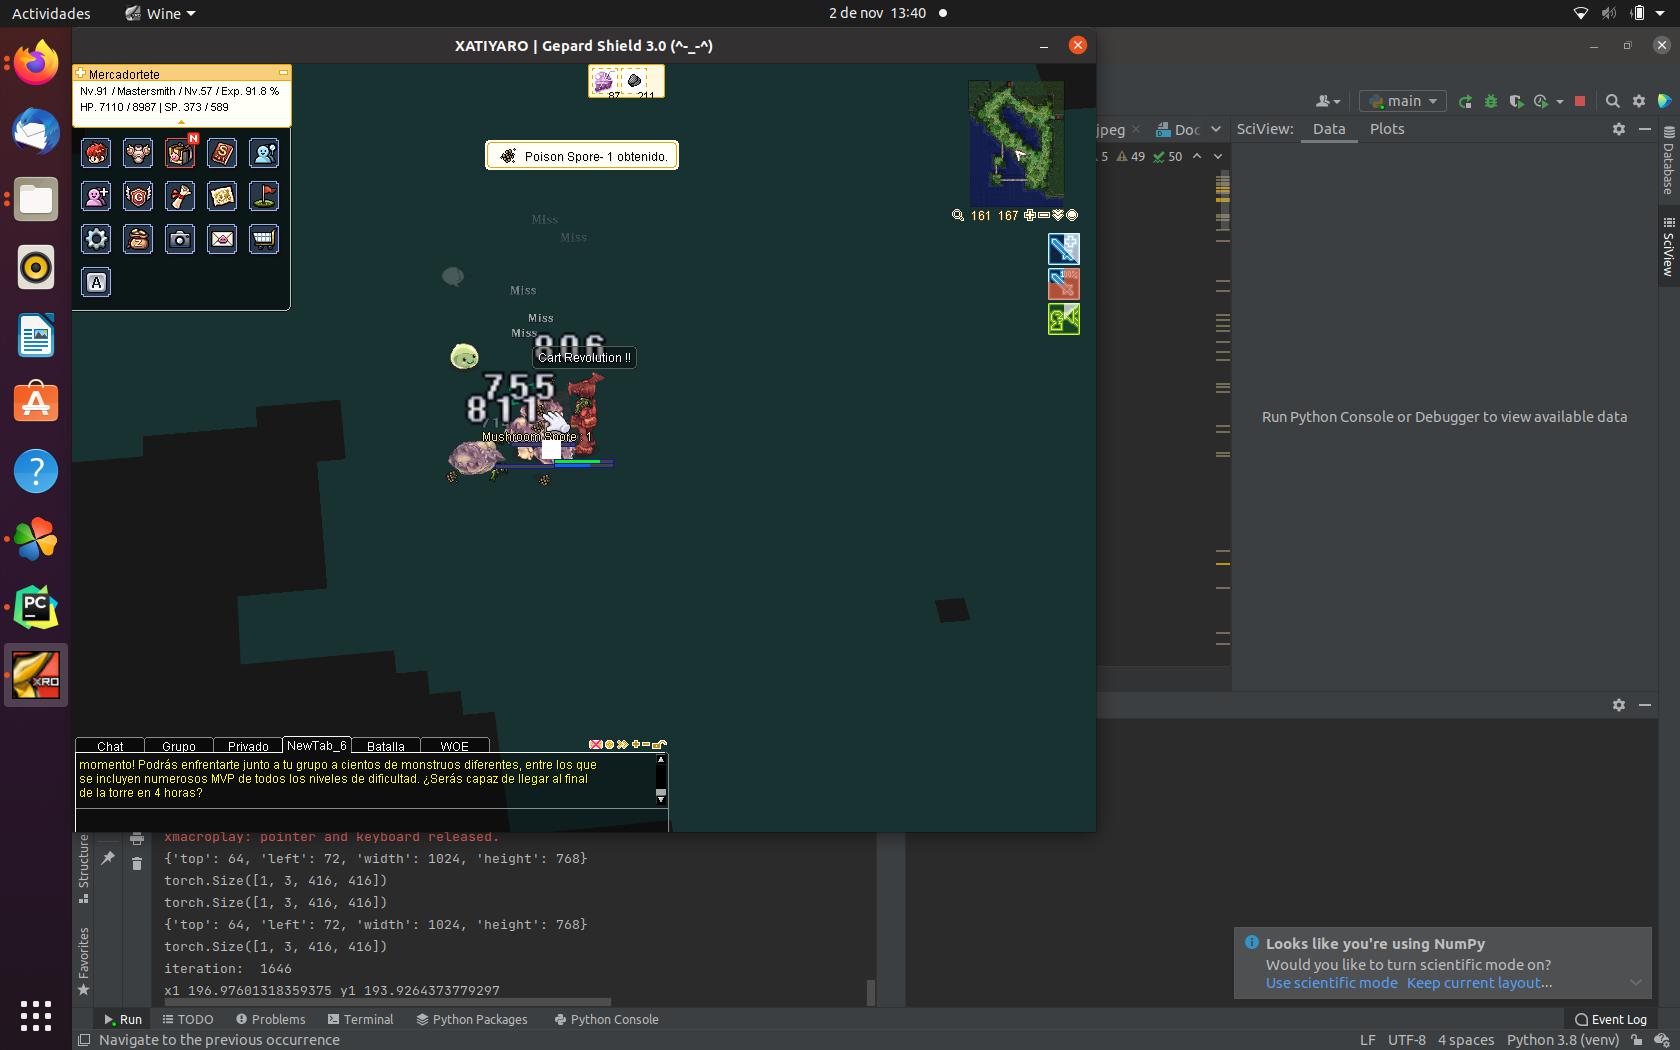 Actividades
Wine
2 de nov 13:40
XATIYARO | Gepard Shield 3.0 (^-_-^)
Mercadortete
Nv.91 / Mastersmith / Nv.57 / Exp. 91.8 %
HP. 7110 / 8987 | SP. 373 / 589
N
A
87 211
Poison Spore- 1 obtenido.
161 167
Miss
Miss
Miss
Miss
Miss
806
Cart Revolution !!
755
811
Mushroom Spore : 1
Chat
Grupo
Privado
NewTab_6
Batalla
WOE
momento! Podrás enfrentarte junto a tu grupo a cientos de monstruos diferentes, entre los que
se incluyen numerosos MVP de todos los niveles de dificultad. ¿Serás capaz de llegar al final
de la torre en 4 horas?
main
jpeg
Doc
SciView:
Data
Plots
5 49 50
Database
SciView
Run Python Console or Debugger to view available data
PC
XRO
Structure
Favorites
xmacroplay: pointer and keyboard released.
{'top': 64, 'left': 72, 'width': 1024, 'height': 768}
torch.Size([1, 3, 416, 416])
torch.Size([1, 3, 416, 416])
{'top': 64, 'left': 72, 'width': 1024, 'height': 768}
torch.Size([1, 3, 416, 416])
iteration:  1646
x1 196.97601318359375 y1 193.9264373779297
Looks like you're using NumPy
Would you like to turn scientific mode on?
Use scientific mode Keep current layout...
Run
TODO
Problems
Terminal
Python Packages
Python Console
Event Log
Navigate to the previous occurrence
LF UTF-8 4 spaces Python 3.8 (venv)